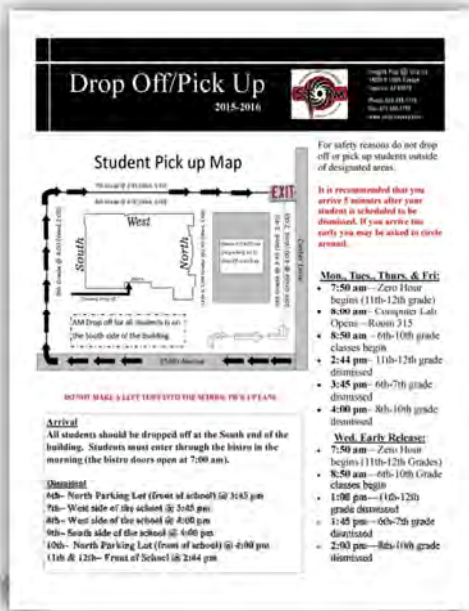 Drop Off/Pick Up
2015-2016
Student Pick up Map
EXIT
West
South
North
AM Drop off for all students is on
the South side of the building.
DO NOT MAKE A LEFT TURN INTO THE SCHOOL PICK UP LANE
Arrival
All students should be dropped off at the South end of the
building. Students must enter through the bistro in the
morning (the bistro doors open at 7:00 am).
Dismissal
6th– North Parking Lot (front of school) @ 3:45 pm
7th– West side of the school @ 3:45 pm
8th– West side of the school @ 4:00 pm
9th– South side of the school @ 4:00 pm
10th– North Parking Lot (front of school) @ 4:00 pm
11th & 12th– Front of School @ 2:44 pm
For safety reasons do not drop
off or pick up students outside
of designated areas.
It is recommended that you
arrive 5 minutes after your
student is scheduled to be
dismissed. If you arrive too
early you may be asked to circle
around.
Mon., Tues., Thurs. & Fri:
• 7:50 am—Zero Hour
begins (11th-12th grade)
• 8:00 am—Computer Lab
Opens—Room 315
• 8:50 am—6th-10th grade
classes begin
• 2:44 pm—11th-12th grade
dismissed
• 3:45 pm—6th-7th grade
dismissed
• 4:00 pm—8th-10th grade
dismissed
Wed. Early Release:
• 7:50 am—Zero Hour
begins (11th-12th Grades)
• 8:50 am—6th-10th Grade
classes begin
• 1:00 pm—11th-12th
grade dismissed
• 1:45 pm—6th-7th grade
dismissed
• 2:00 pm—8th-10th grade
dismissed